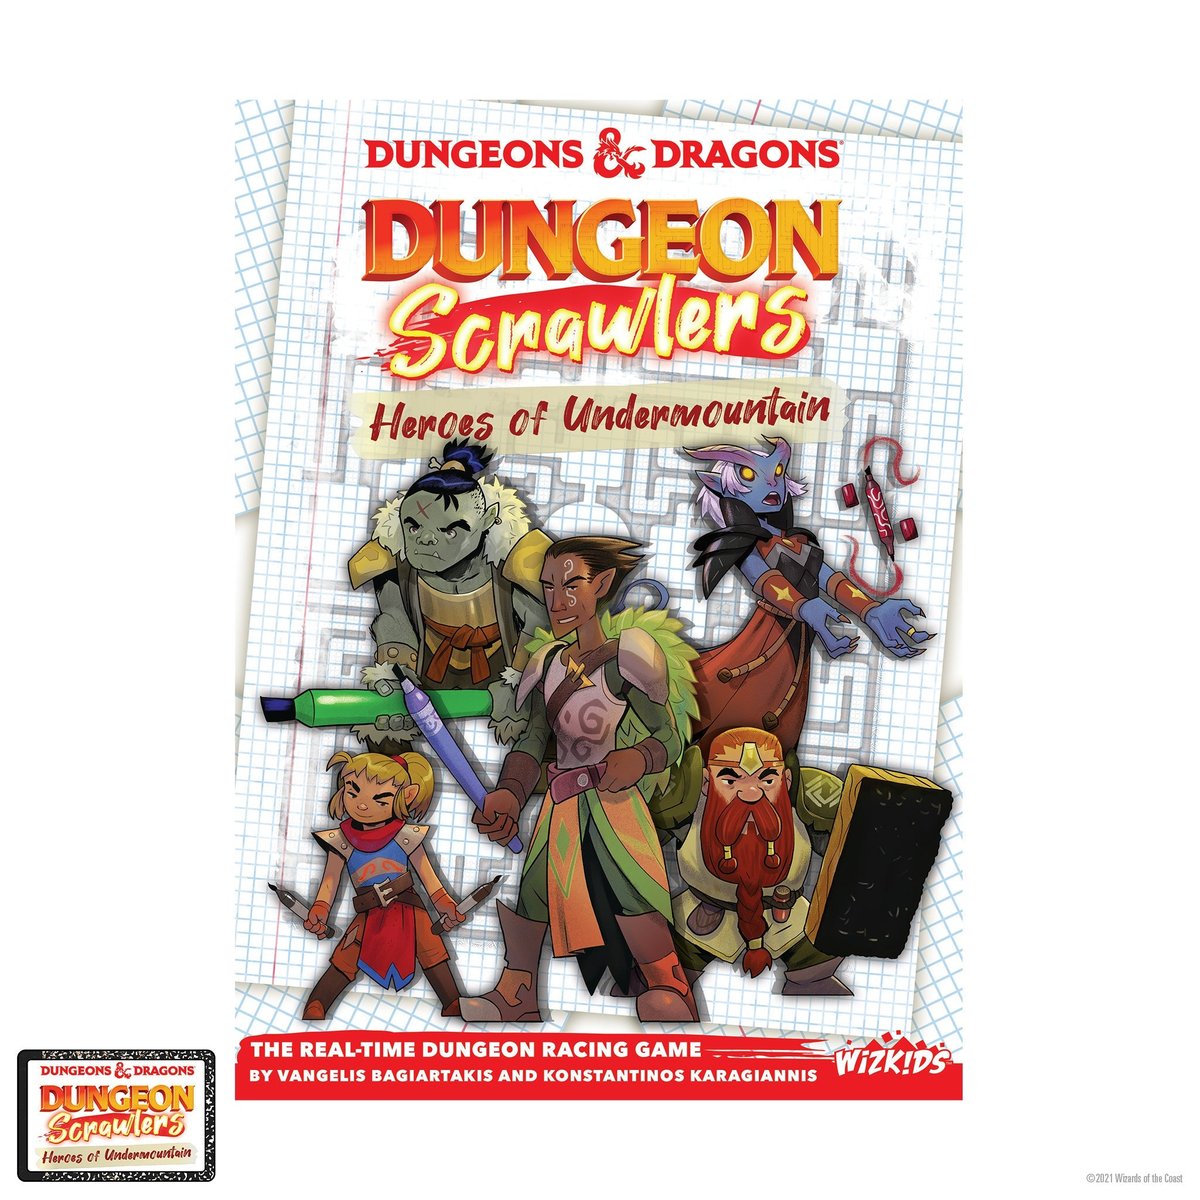 DUNGEONS & DRAGONS®
DUNGEON
Scrawlers
Heroes of Undermountain
THE REAL-TIME DUNGEON RACING GAME
BY VANGELIS BAGIARTAKIS AND KONSTANTINOS KARAGIANNIS
WIZKIDS
DUNGEONS & DRAGONS
DUNGEON
Scrawlers
Heroes of Undermountain
©2021 Wizards of the Coast